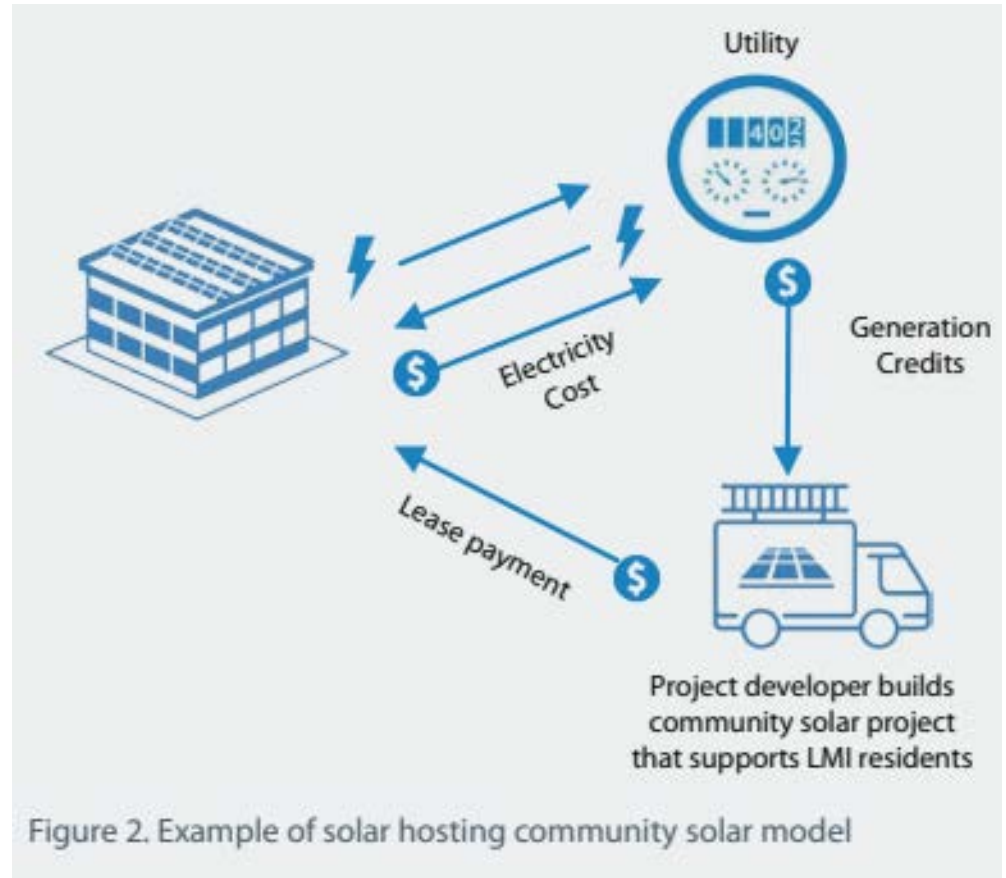 Utility
40
$
Generation
Credits
$
Electricity
Cost
Lease payment
$
Project developer builds
community solar project
that supports LMI residents
Figure 2. Example of solar hosting community solar model